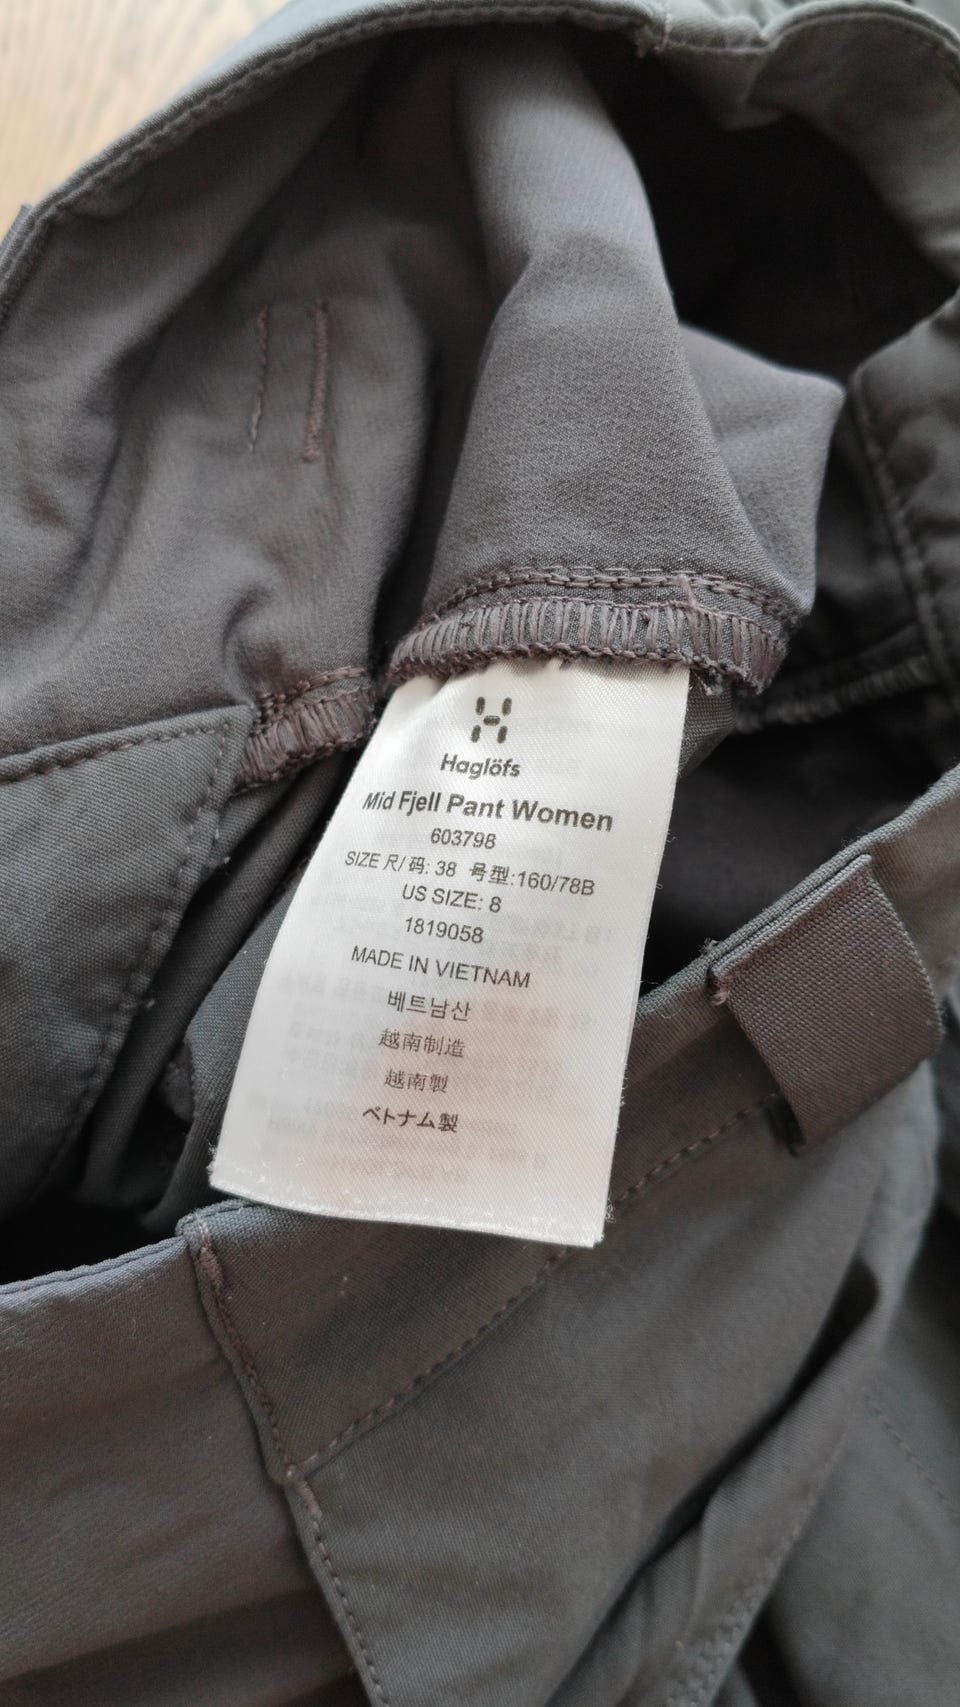 Haglöfs
Mid Fjell Pant Women
603798
SIZE 尺/码: 38 号型:160/78B
US SIZE: 8
1819058
MADE IN VIETNAM
베트남산
越南制造
越南製
ベトナム製